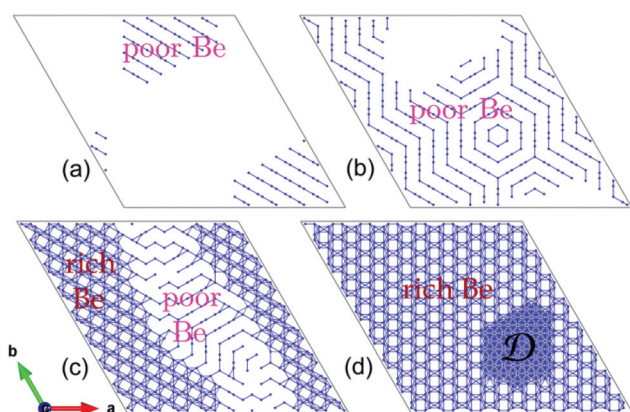 poor Be
(a)
poor Be
(b)
rich
Be
poor
Be
(c)
rich Be
D
(d)
b
c
a